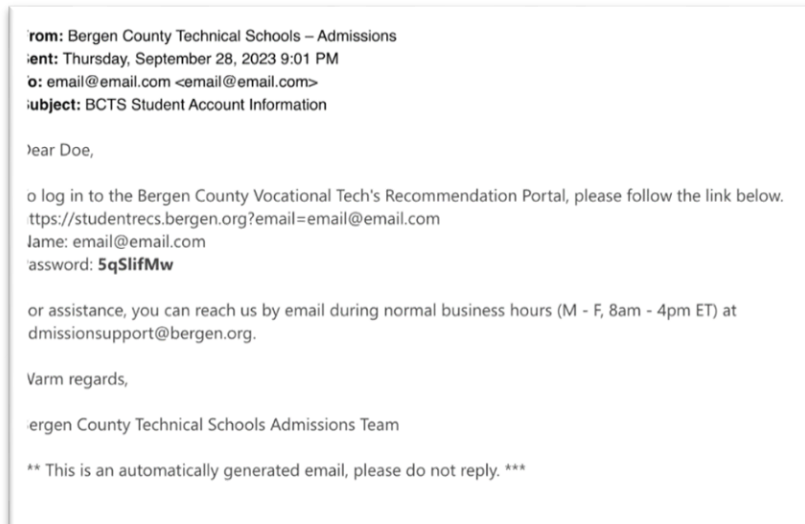 rom: Bergen County Technical Schools – Admissions
ent: Thursday, September 28, 2023 9:01 PM
o: email@email.com <email@email.com>
ubject: BCTS Student Account Information
ear Doe,
o log in to the Bergen County Vocational Tech's Recommendation Portal, please follow the link below.
ttps://studentrecs.bergen.org?email=email@email.com
ame: email@email.com
assword: 5qSlifMw
or assistance, you can reach us by email during normal business hours (M - F, 8am - 4pm ET) at
dmissionsupport@bergen.org.
Warm regards,
ergen County Technical Schools Admissions Team
** This is an automatically generated email, please do not reply. ***